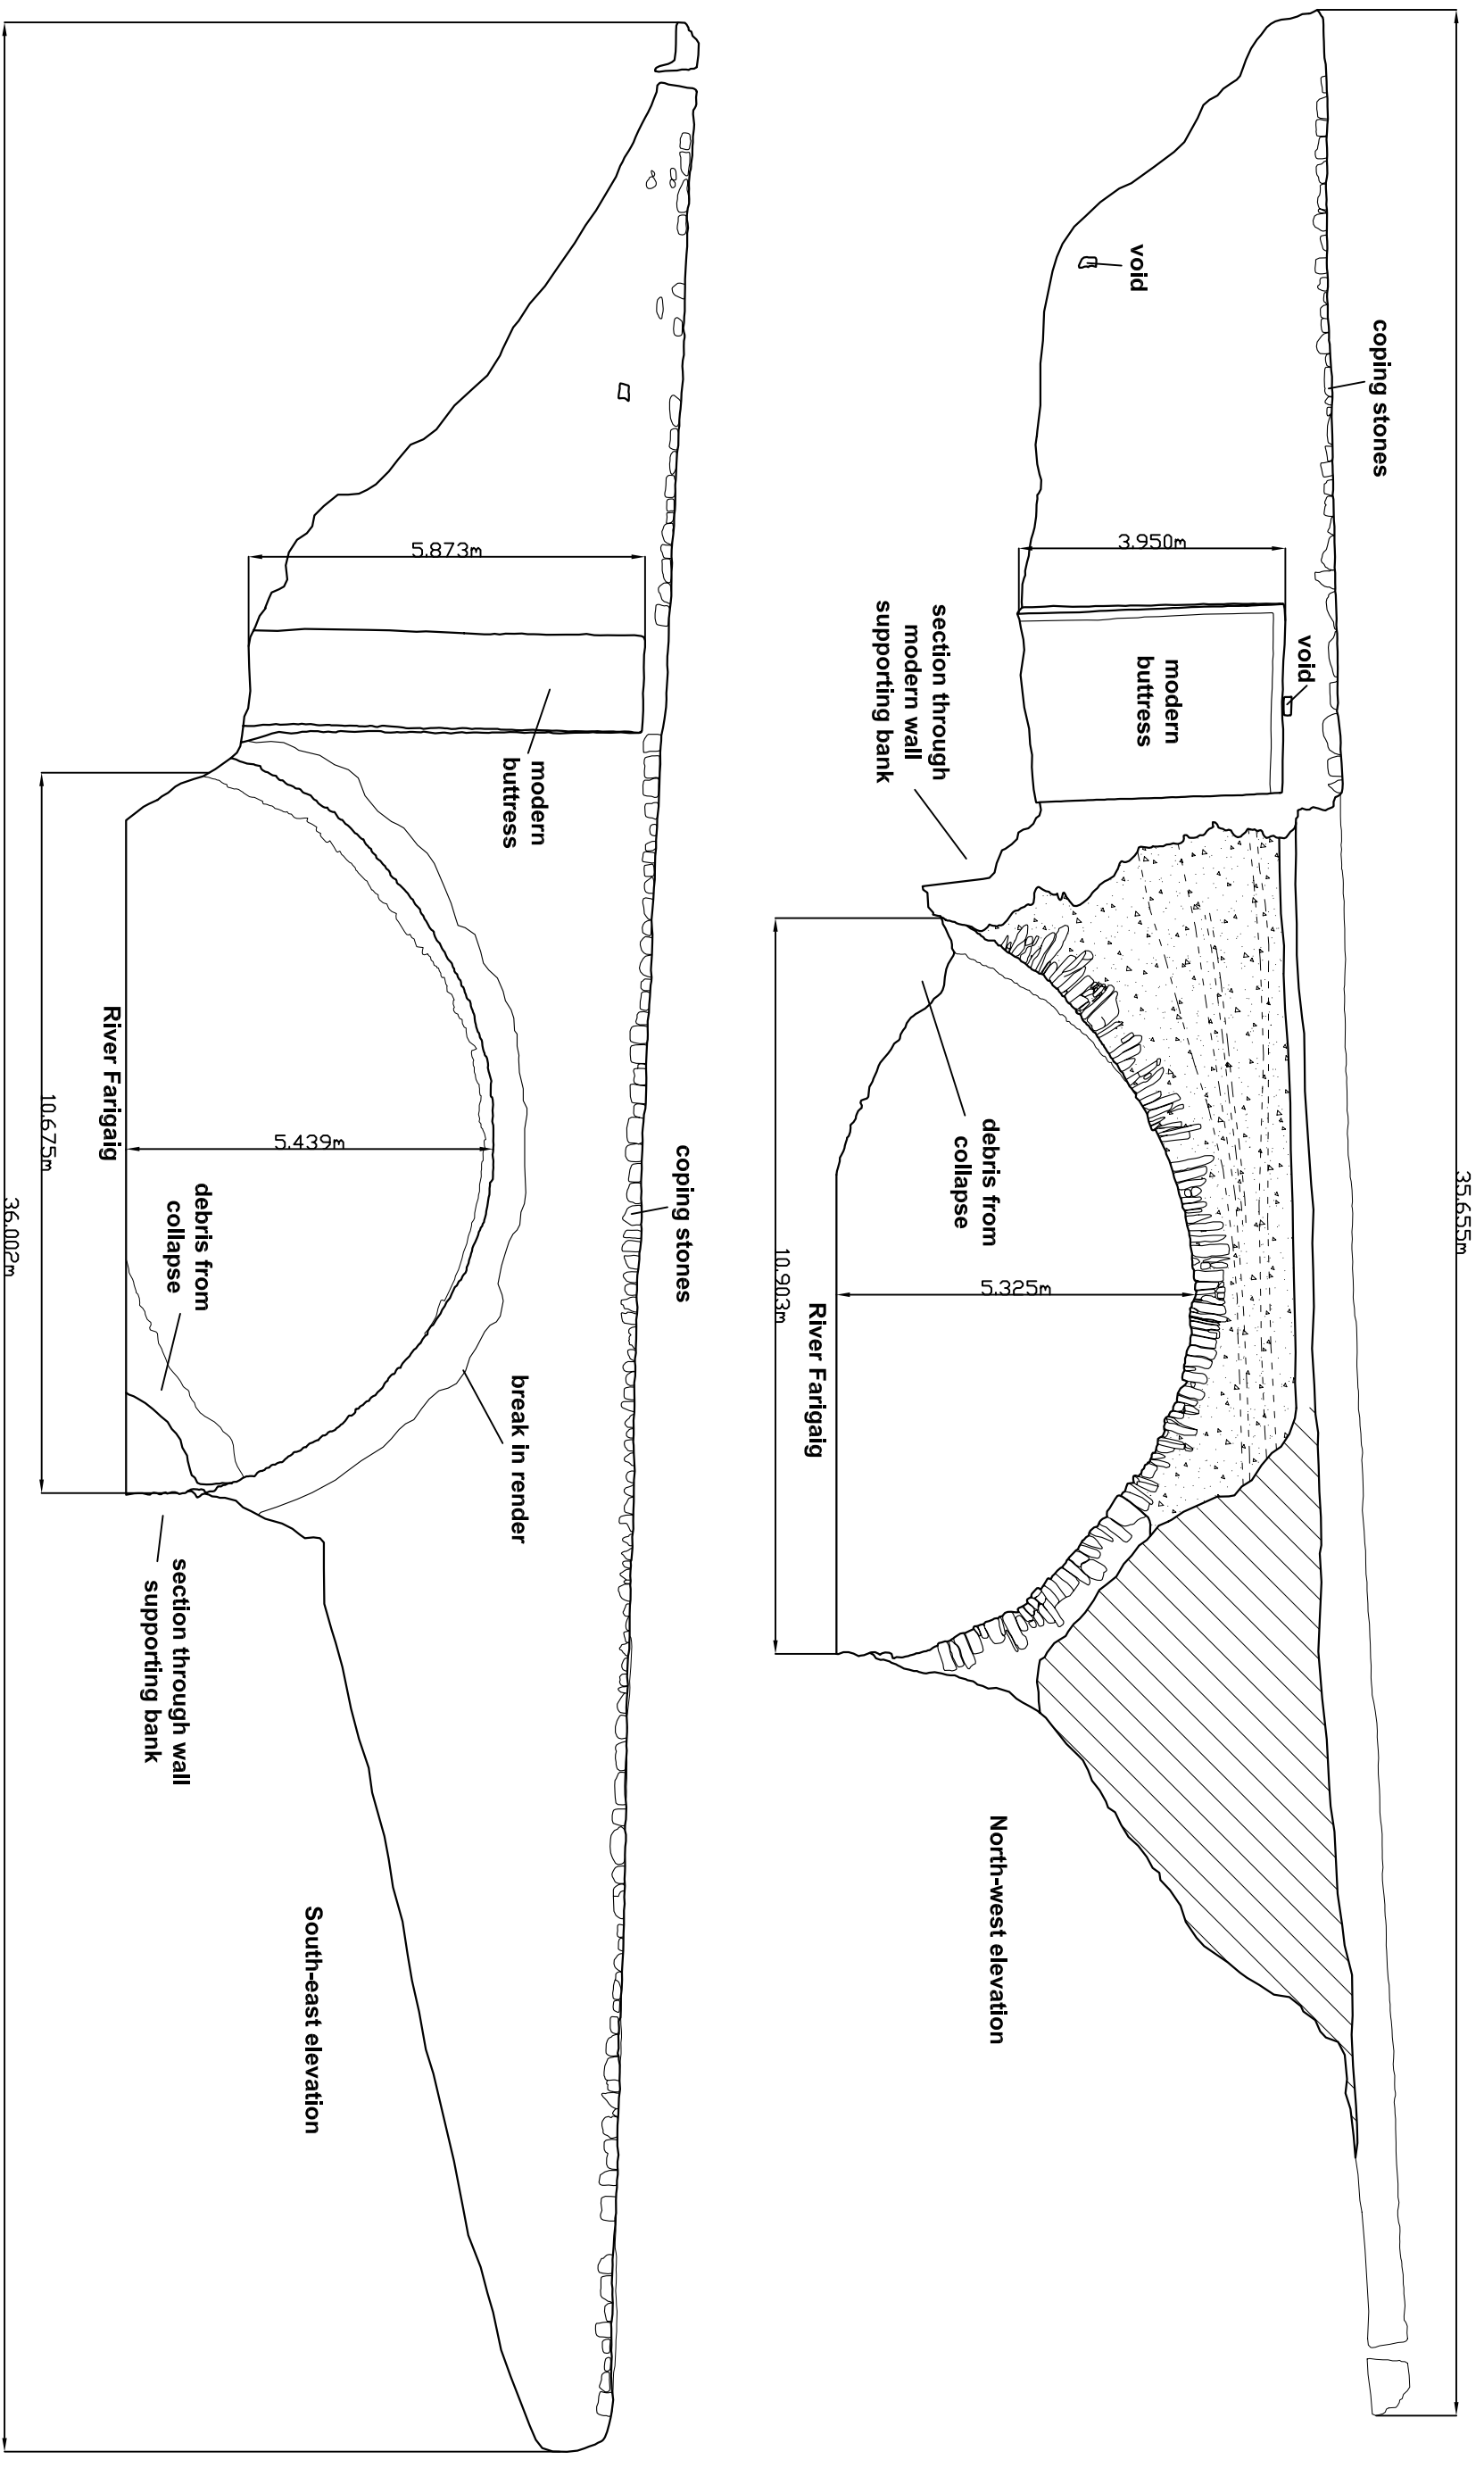 35.655m
coping stones
void
3.950m
void
modern
buttress
section through
modern wall
supporting bank
debris from
collapse
5.325m
River Farigaig
10.903m
North-west elevation
5.873m
modern
buttress
coping stones
break in render
5.439m
River Farigaig
debris from
collapse
section through wall
supporting bank
10.675m
South-east elevation
36.002m